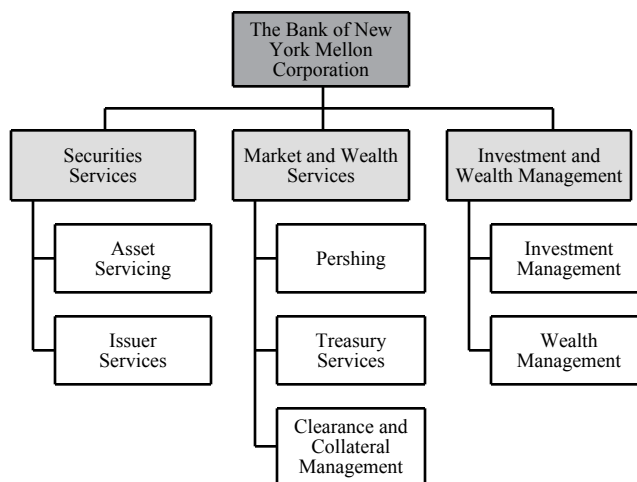 The Bank of New
York Mellon
Corporation
Securities
Services
Market and Wealth
Services
Investment and
Wealth Management
Asset
Servicing
Pershing
Investment
Management
Issuer
Services
Treasury
Services
Wealth
Management
Clearance and
Collateral
Management